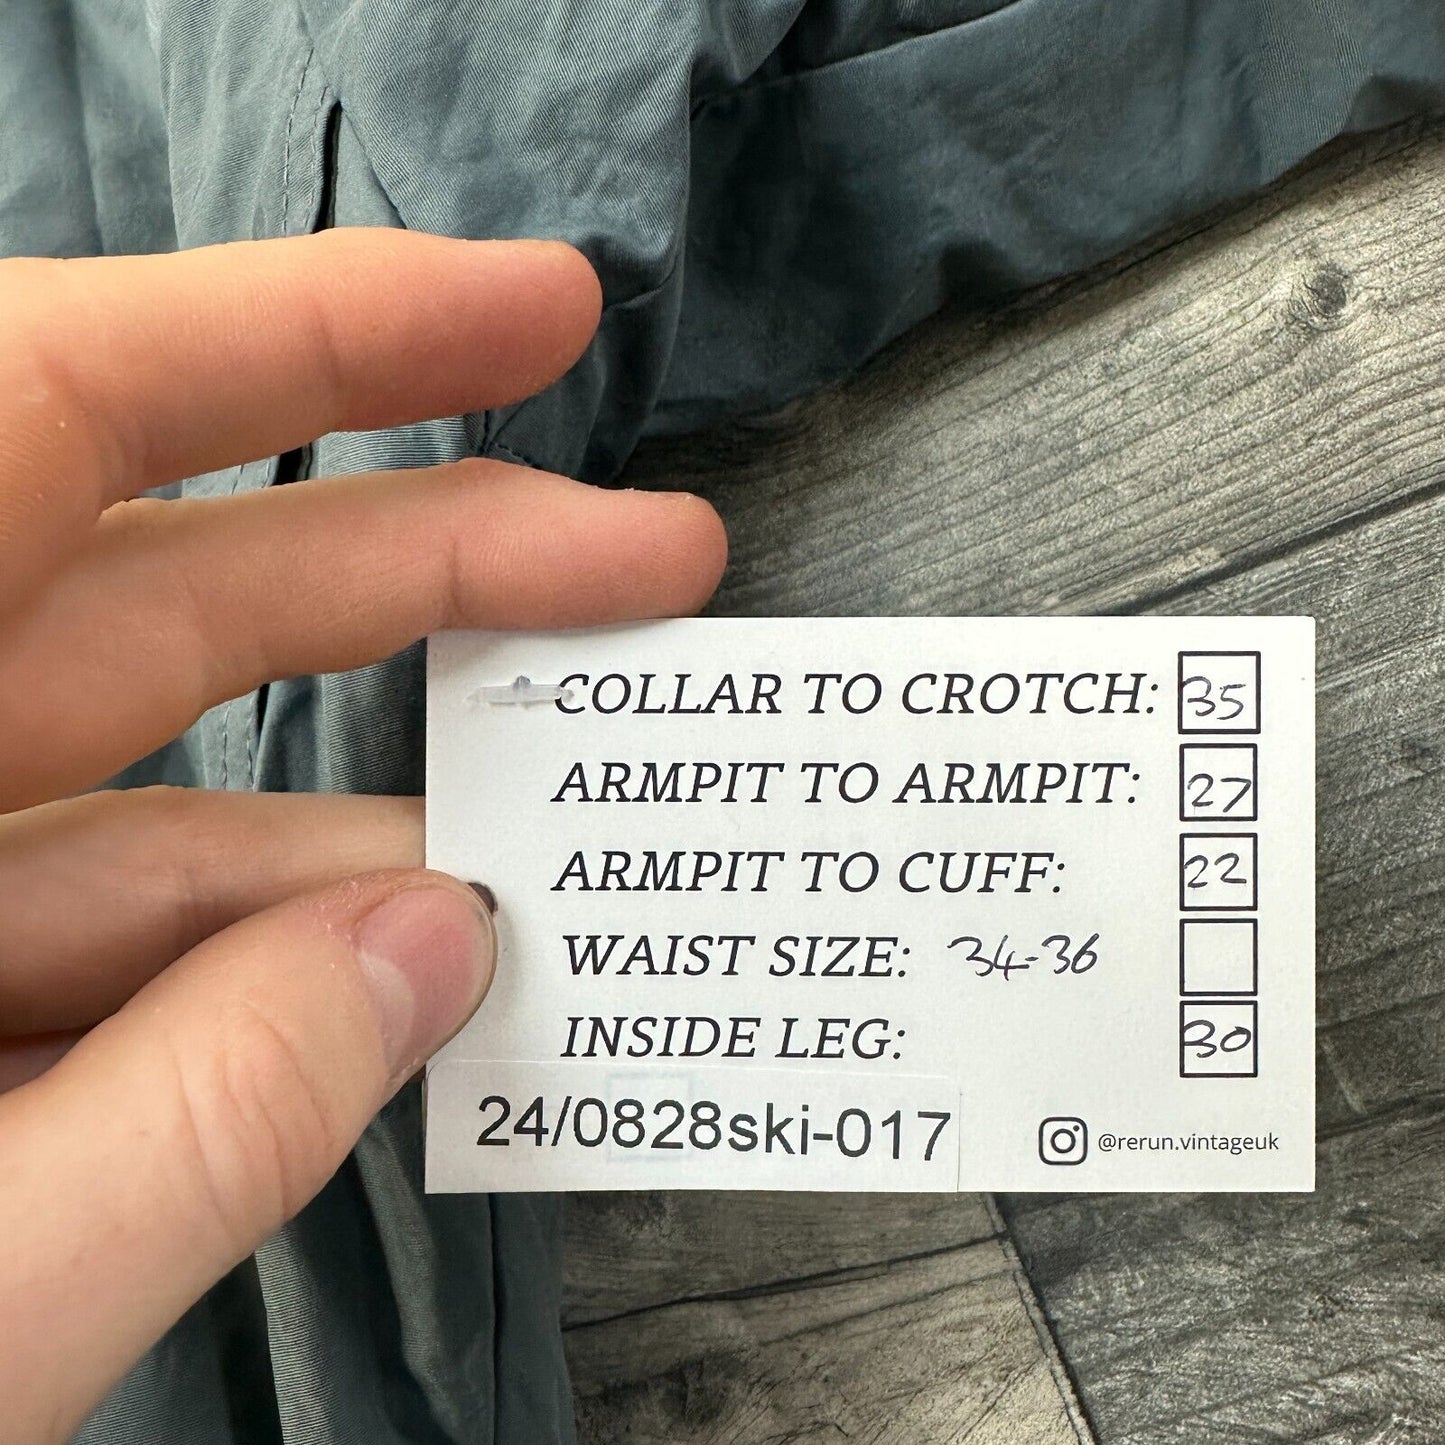 COLLAR TO CROTCH: 35
ARMPIT TO ARMPIT: 27
ARMPIT TO CUFF: 22
WAIST SIZE: 34-36
INSIDE LEG: 30
24/0828ski-017
@rerun.vintageuk